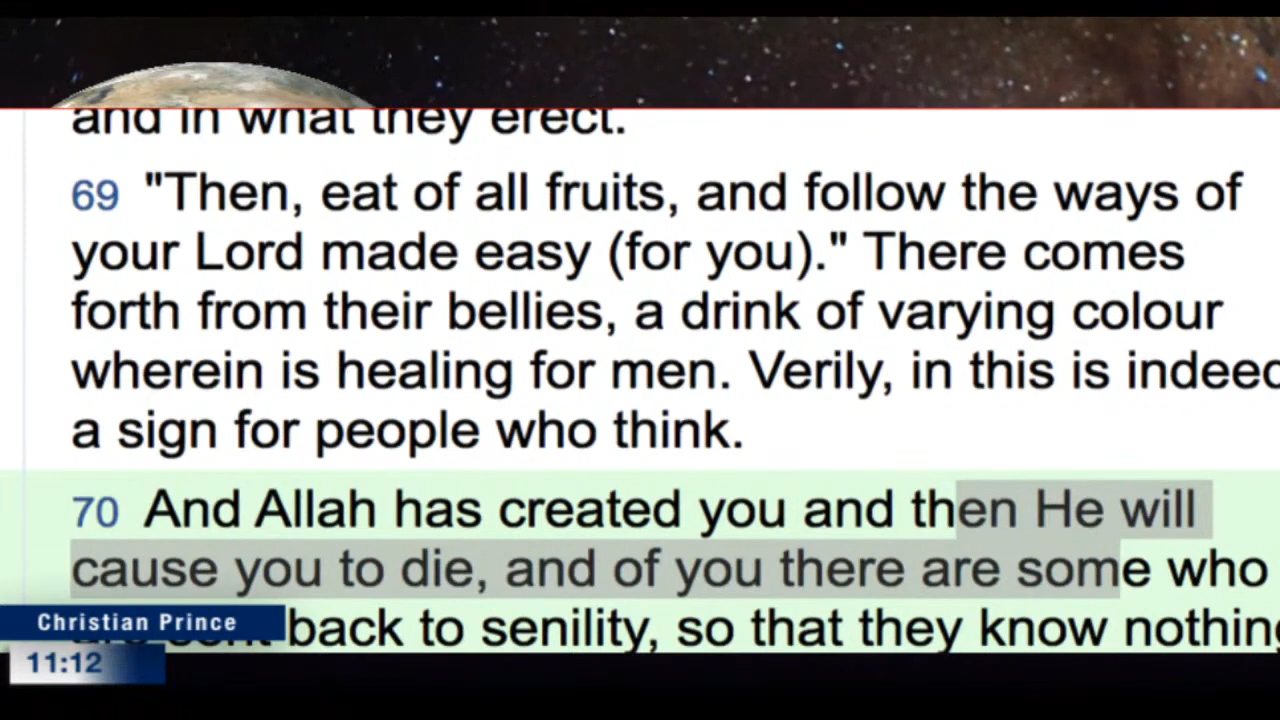 and in what they erect.
69 "Then, eat of all fruits, and follow the ways of
your Lord made easy (for you)." There comes
forth from their bellies, a drink of varying colour
wherein is healing for men. Verily, in this is indeed
a sign for people who think.
70 And Allah has created you and then He will
cause you to die, and of you there are some who
are sent back to senility, so that they know nothing
Christian Prince
11:12